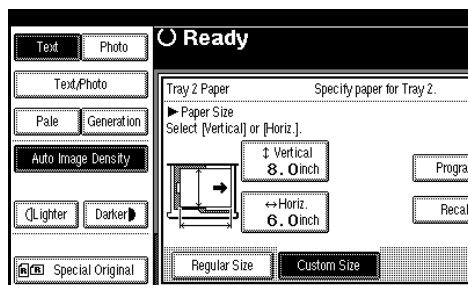 Ready
Text Photo
Text/Photo
Pale Generation
Auto Image Density
Lighter Darker
Special Original
Tray 2 Paper Specify paper for Tray 2.
► Paper Size
Select [Vertical] or [Horiz.].
↕ Vertical
8.0inch
↔ Horiz.
6.0inch
Progra
Recal
Regular Size Custom Size